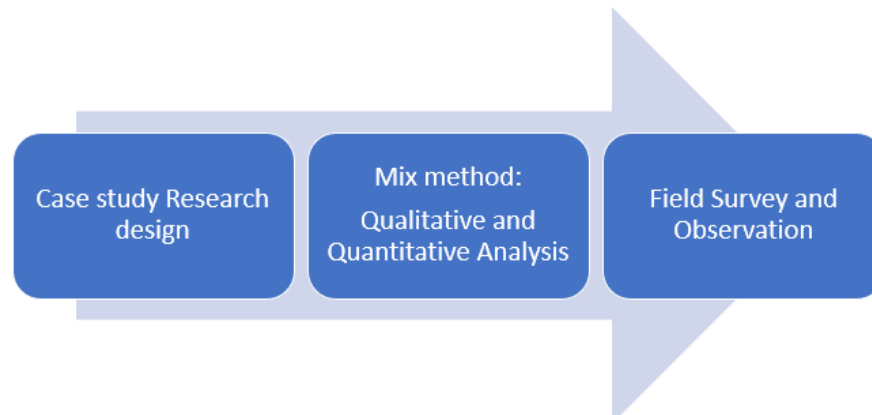 Case study Research
design
Mix method:
Qualitative and
Quantitative Analysis
Field Survey and
Observation